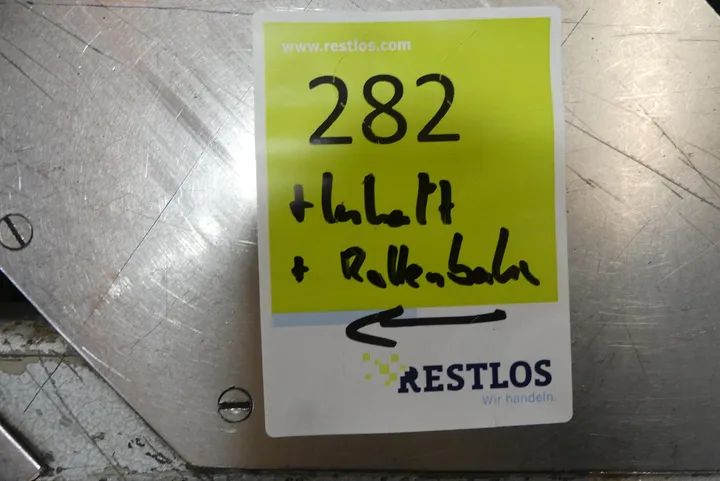 www.restlos.com
282
+ Inhalt
+ Rollenbahn
RESTLOS
Wir handeln.